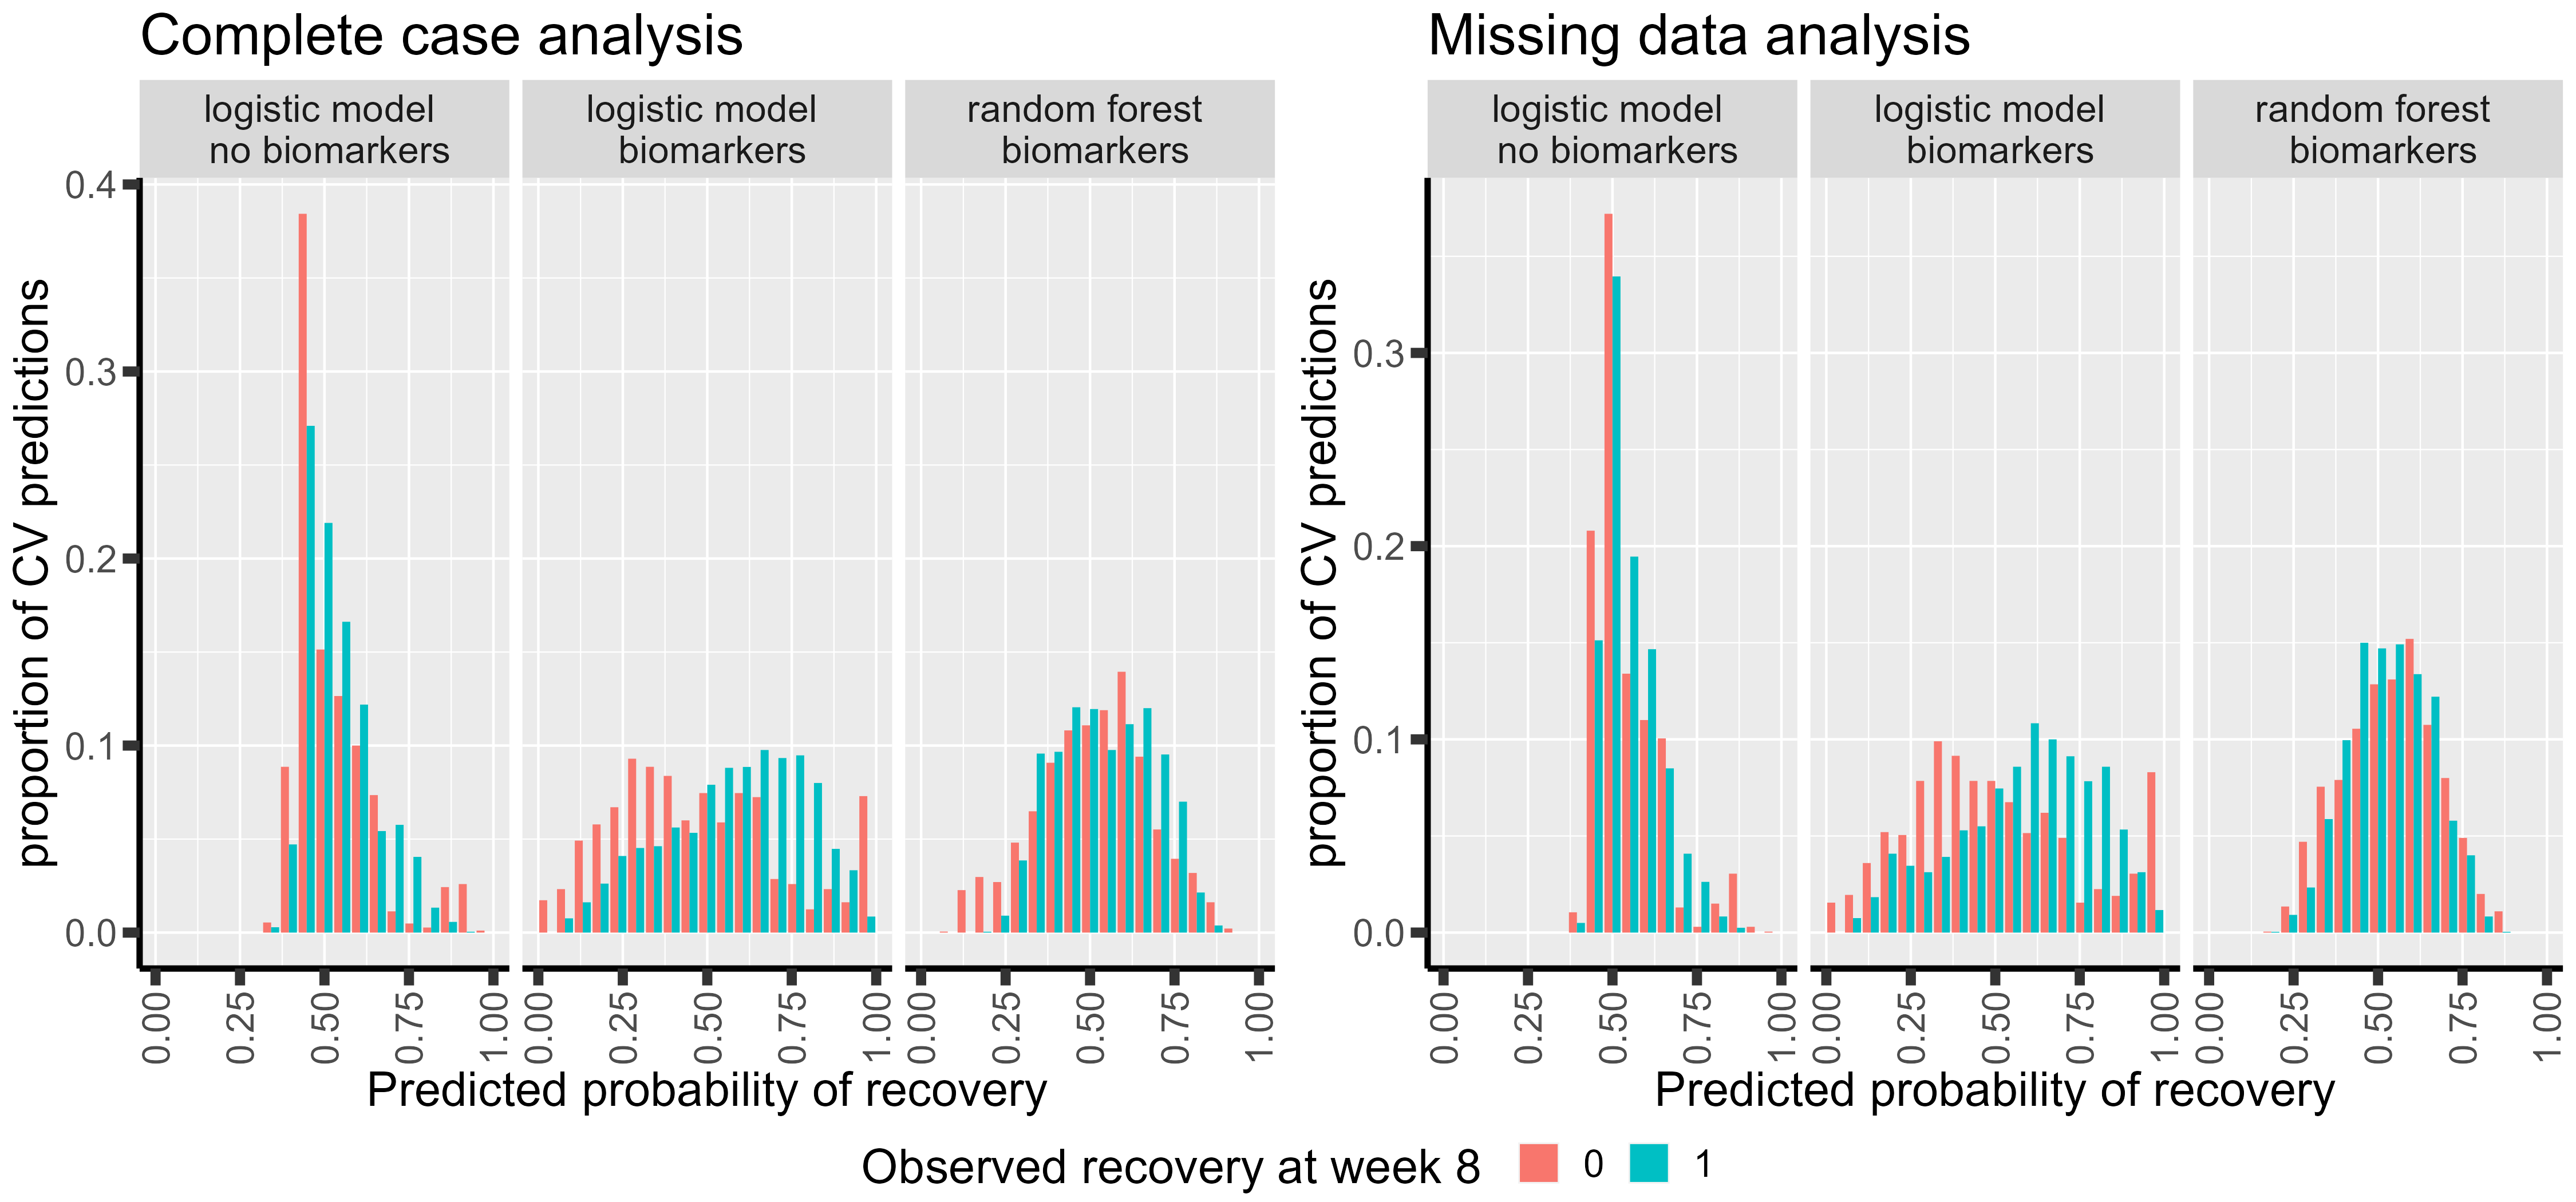 Complete case analysis
Missing data analysis
logistic model
no biomarkers
logistic model
biomarkers
random forest
biomarkers
logistic model
no biomarkers
logistic model
biomarkers
random forest
biomarkers
proportion of CV predictions
0.4
0.3
0.2
0.1
0.0
proportion of CV predictions
0.3
0.2
0.1
0.0
0.00 0.25 0.50 0.75 1.00
0.00 0.25 0.50 0.75 1.00
0.00 0.25 0.50 0.75 1.00
0.00 0.25 0.50 0.75 1.00
0.00 0.25 0.50 0.75 1.00
0.00 0.25 0.50 0.75 1.00
Predicted probability of recovery
Predicted probability of recovery
Observed recovery at week 8 0 1